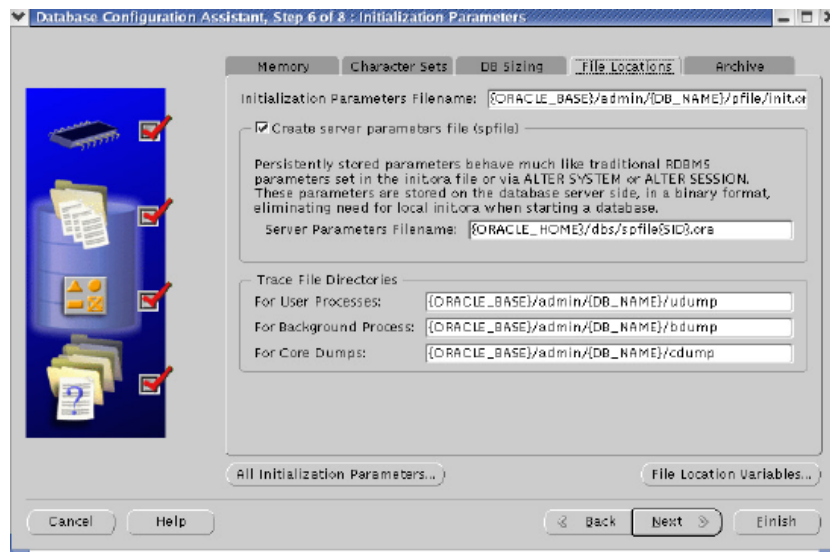 Database Configuration Assistant, Step 6 of 8 : Initialization Parameters
Memory Character Sets DB Sizing File Locations Archive
Initialization Parameters Filename: {ORACLE_BASE}/admin/{DB_NAME}/pfile/init.or
Create server parameters file (spfile)
Persistently stored parameters behave much like traditional RDBMS
parameters set in the init.ora file or via ALTER SYSTEM or ALTER SESSION.
These parameters are stored on the database server side, in a binary format,
eliminating need for local init.ora when starting a database.
Server Parameters Filename: {ORACLE_HOME}/dbs/spfile{SID}.ora
Trace File Directories
For User Processes: {ORACLE_BASE}/admin/{DB_NAME}/udump
For Background Process: {ORACLE_BASE}/admin/{DB_NAME}/bdump
For Core Dumps: {ORACLE_BASE}/admin/{DB_NAME}/cdump
?
All Initialization Parameters... File Location Variables...
Cancel Help Back Next Finish